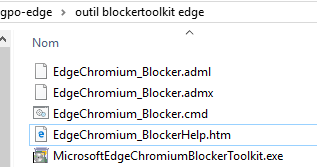 gpo-edge > outil blockertoolkit edge
Nom
EdgeChromium_Blocker.adml
EdgeChromium_Blocker.admx
EdgeChromium_Blocker.cmd
EdgeChromium_BlockerHelp.htm
MicrosoftEdgeChromiumBlockerToolkit.exe